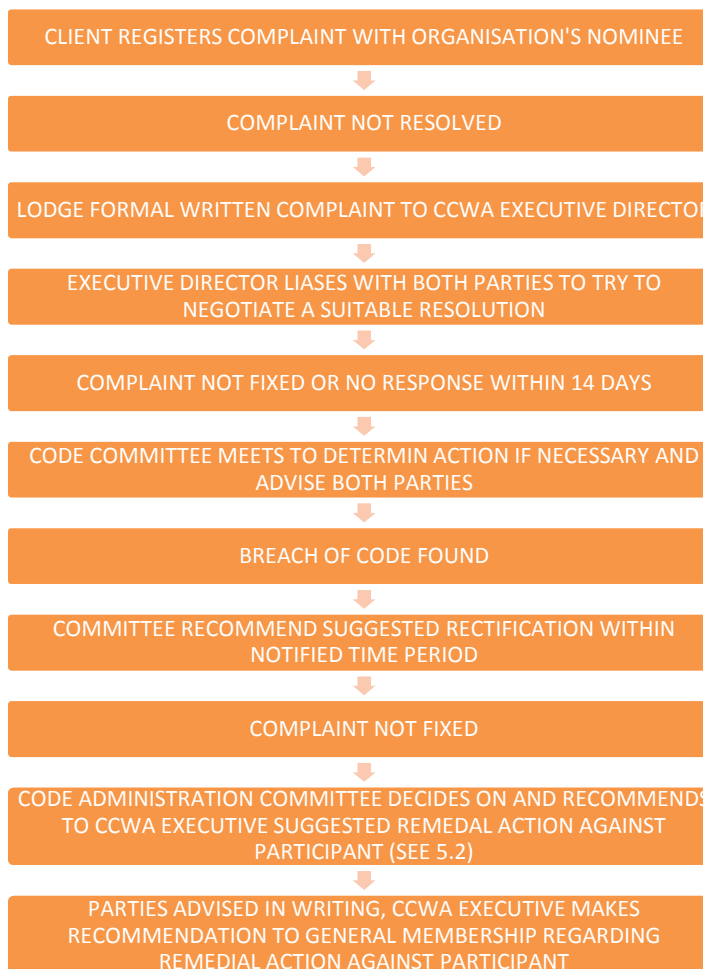 CLIENT REGISTERS COMPLAINT WITH ORGANISATION'S NOMINEE
COMPLAINT NOT RESOLVED
LODGE FORMAL WRITTEN COMPLAINT TO CCWA EXECUTIVE DIRECTOR
EXECUTIVE DIRECTOR LIASES WITH BOTH PARTIES TO TRY TO
NEGOTIATE A SUITABLE RESOLUTION
COMPLAINT NOT FIXED OR NO RESPONSE WITHIN 14 DAYS
CODE COMMITTEE MEETS TO DETERMIN ACTION IF NECESSARY AND
ADVISE BOTH PARTIES
BREACH OF CODE FOUND
COMMITTEE RECOMMEND SUGGESTED RECTIFICATION WITHIN
NOTIFIED TIME PERIOD
COMPLAINT NOT FIXED
CODE ADMINISTRATION COMMITTEE DECIDES ON AND RECOMMENDS
TO CCWA EXECUTIVE SUGGESTED REMEDAL ACTION AGAINST
PARTICIPANT (SEE 5.2)
PARTIES ADVISED IN WRITING, CCWA EXECUTIVE MAKES
RECOMMENDATION TO GENERAL MEMBERSHIP REGARDING
REMEDIAL ACTION AGAINST PARTICIPANT